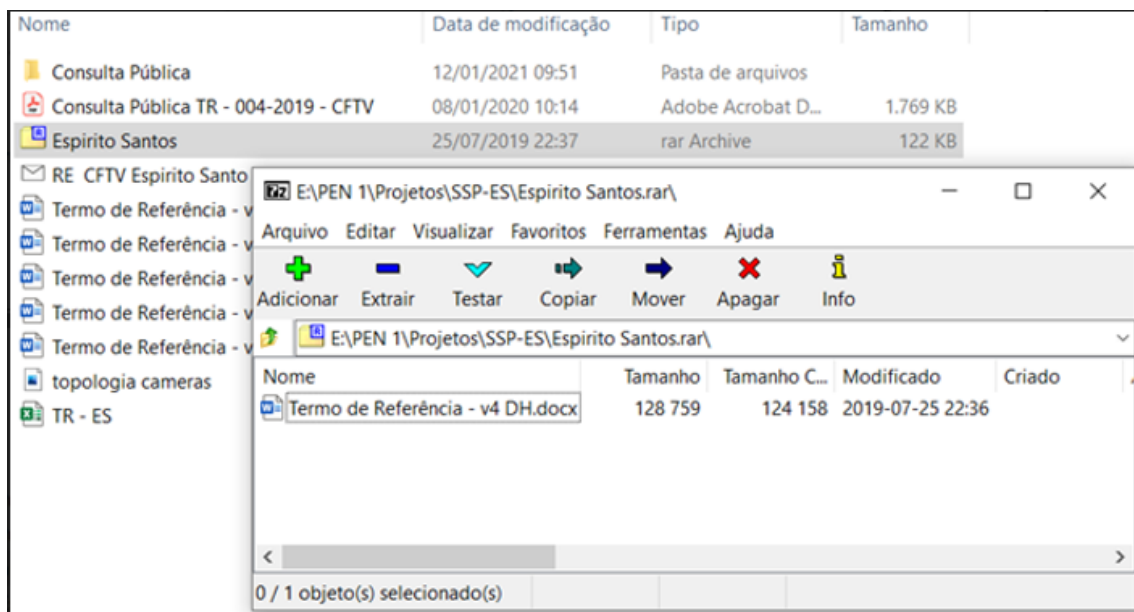 Nome Data de modificação Tipo Tamanho
Consulta Pública 12/01/2021 09:51 Pasta de arquivos
Consulta Pública TR - 004-2019 - CFTV 08/01/2020 10:14 Adobe Acrobat D... 1.769 KB
Espirito Santos 25/07/2019 22:37 rar Archive 122 KB
RE CFTV Espirito Santo
Termo de Referência - v
Termo de Referência - v
Termo de Referência - v
Termo de Referência - v
Termo de Referência - v
topologia cameras
TR - ES
E:\PEN 1\Projetos\SSP-ES\Espirito Santos.rar\
Arquivo Editar Visualizar Favoritos Ferramentas Ajuda
Adicionar Extrair Testar Copiar Mover Apagar Info
E:\PEN 1\Projetos\SSP-ES\Espirito Santos.rar\
Nome Tamanho Tamanho C... Modificado Criado
Termo de Referência - v4 DH.docx 128 759 124 158 2019-07-25 22:36
0 / 1 objeto(s) selecionado(s)